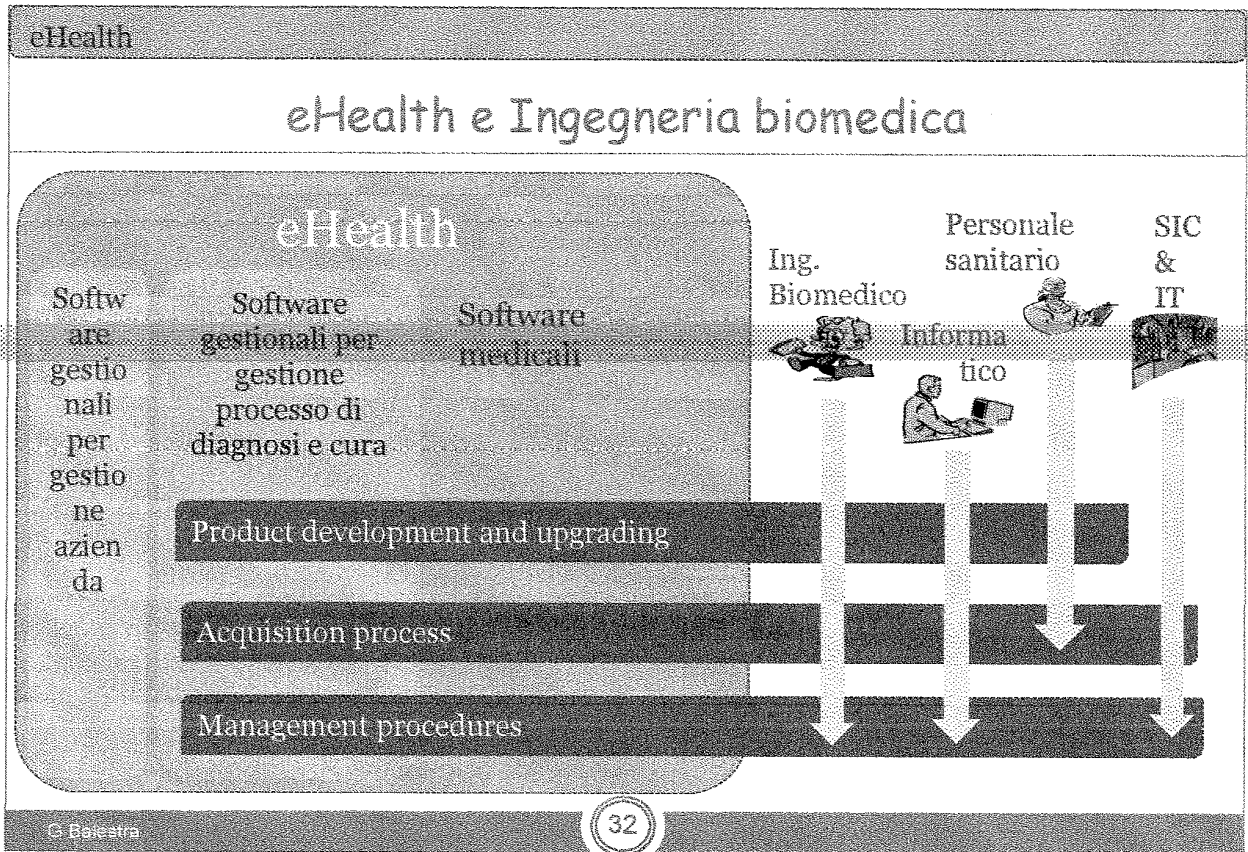 eHealth
eHealth e Ingegneria biomedica
eHealth
Softw
are
gestio
nali
per
gestio
ne
azien
da
Software
gestionali per
gestione
processo di
diagnosi e cura
Software
medicali
Ing.
Biomedico
Informa
tico
Personale
sanitario
SIC
&
IT
Product development and upgrading
Acquisition process
Management procedures
G Balestra
32